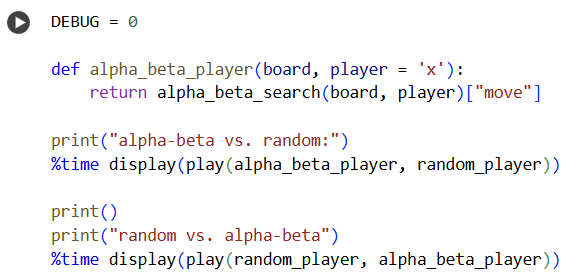 DEBUG = 0
def alpha_beta_player(board, player = 'x'):
    return alpha_beta_search(board, player)["move"]
print("alpha-beta vs. random:")
%time display(play(alpha_beta_player, random_player))
print()
print("random vs. alpha-beta")
%time display(play(random_player, alpha_beta_player))